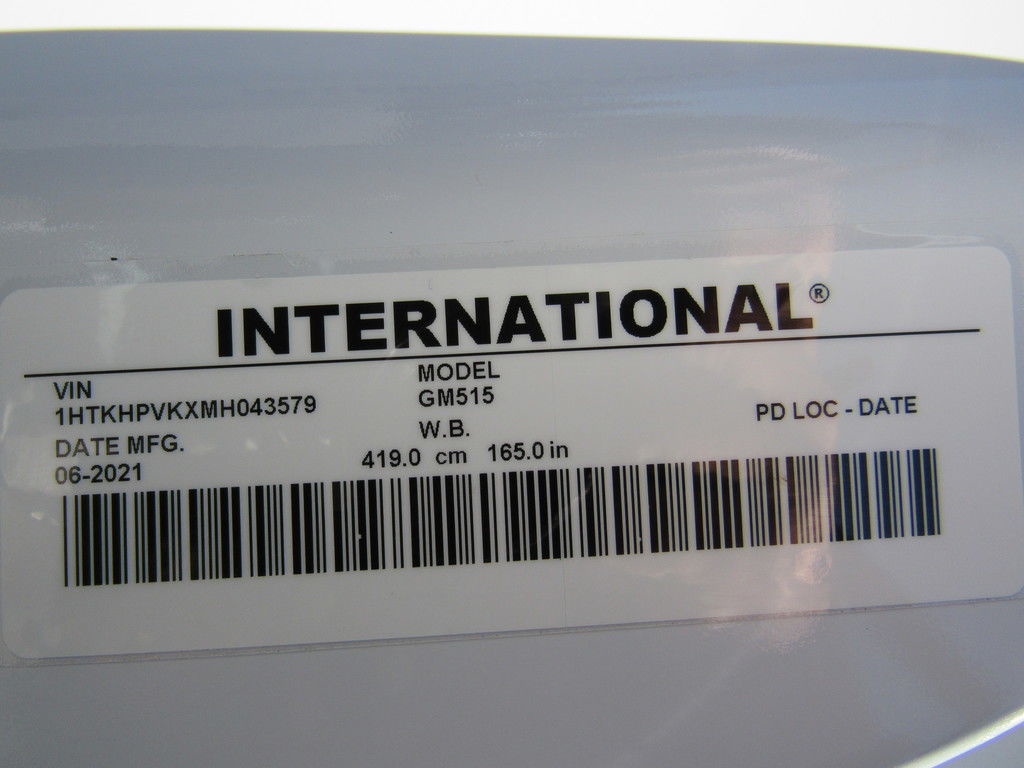 INTERNATIONAL®
VIN
1HTKHPVKXMH043579
MODEL
GM515
PD LOC - DATE
DATE MFG.
06-2021
W.B.
419.0 cm 165.0 in